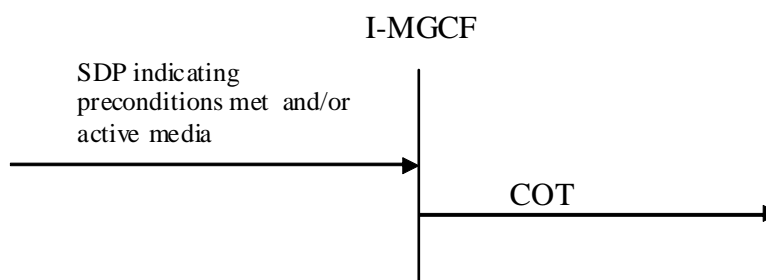 I-MGCF
SDP indicating
preconditions met and/or
active media
COT